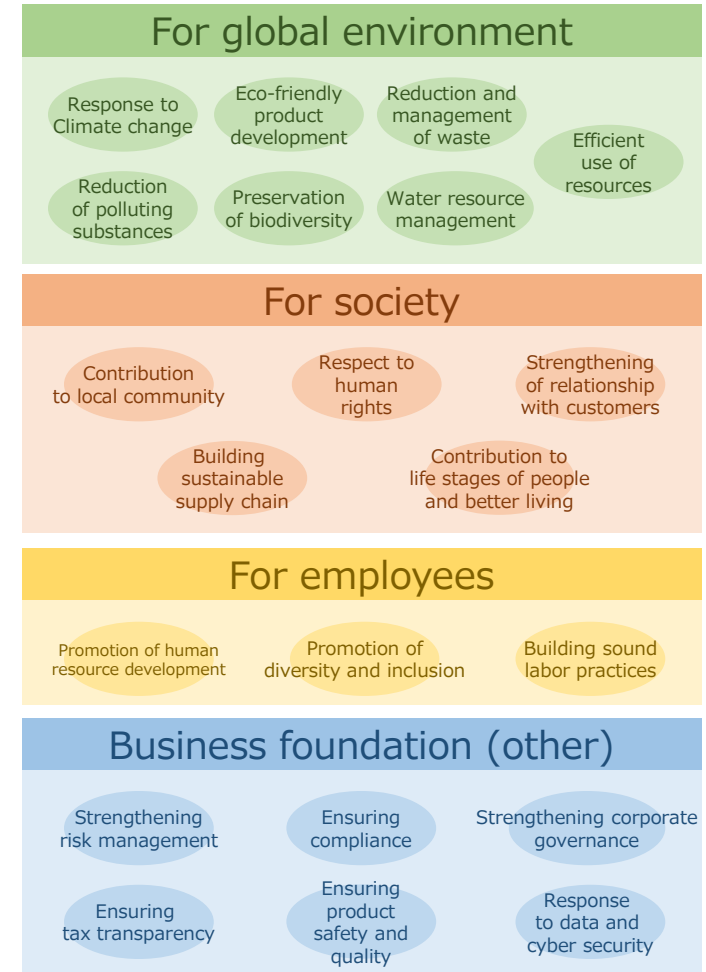 For global environment
Response to
Climate change
Eco-friendly
product
development
Reduction and
management
of waste
Efficient
use of
resources
Reduction
of polluting
substances
Preservation
of biodiversity
Water resource
management
For society
Contribution
to local community
Respect to
human
rights
Strengthening
of relationship
with customers
Building
sustainable
supply chain
Contribution to
life stages of people
and better living
For employees
Promotion of human
resource development
Promotion of
diversity and inclusion
Building sound
labor practices
Business foundation (other)
Strengthening
risk management
Ensuring
compliance
Strengthening corporate
governance
Ensuring
tax transparency
Ensuring
product
safety and
quality
Response
to data and
cyber security